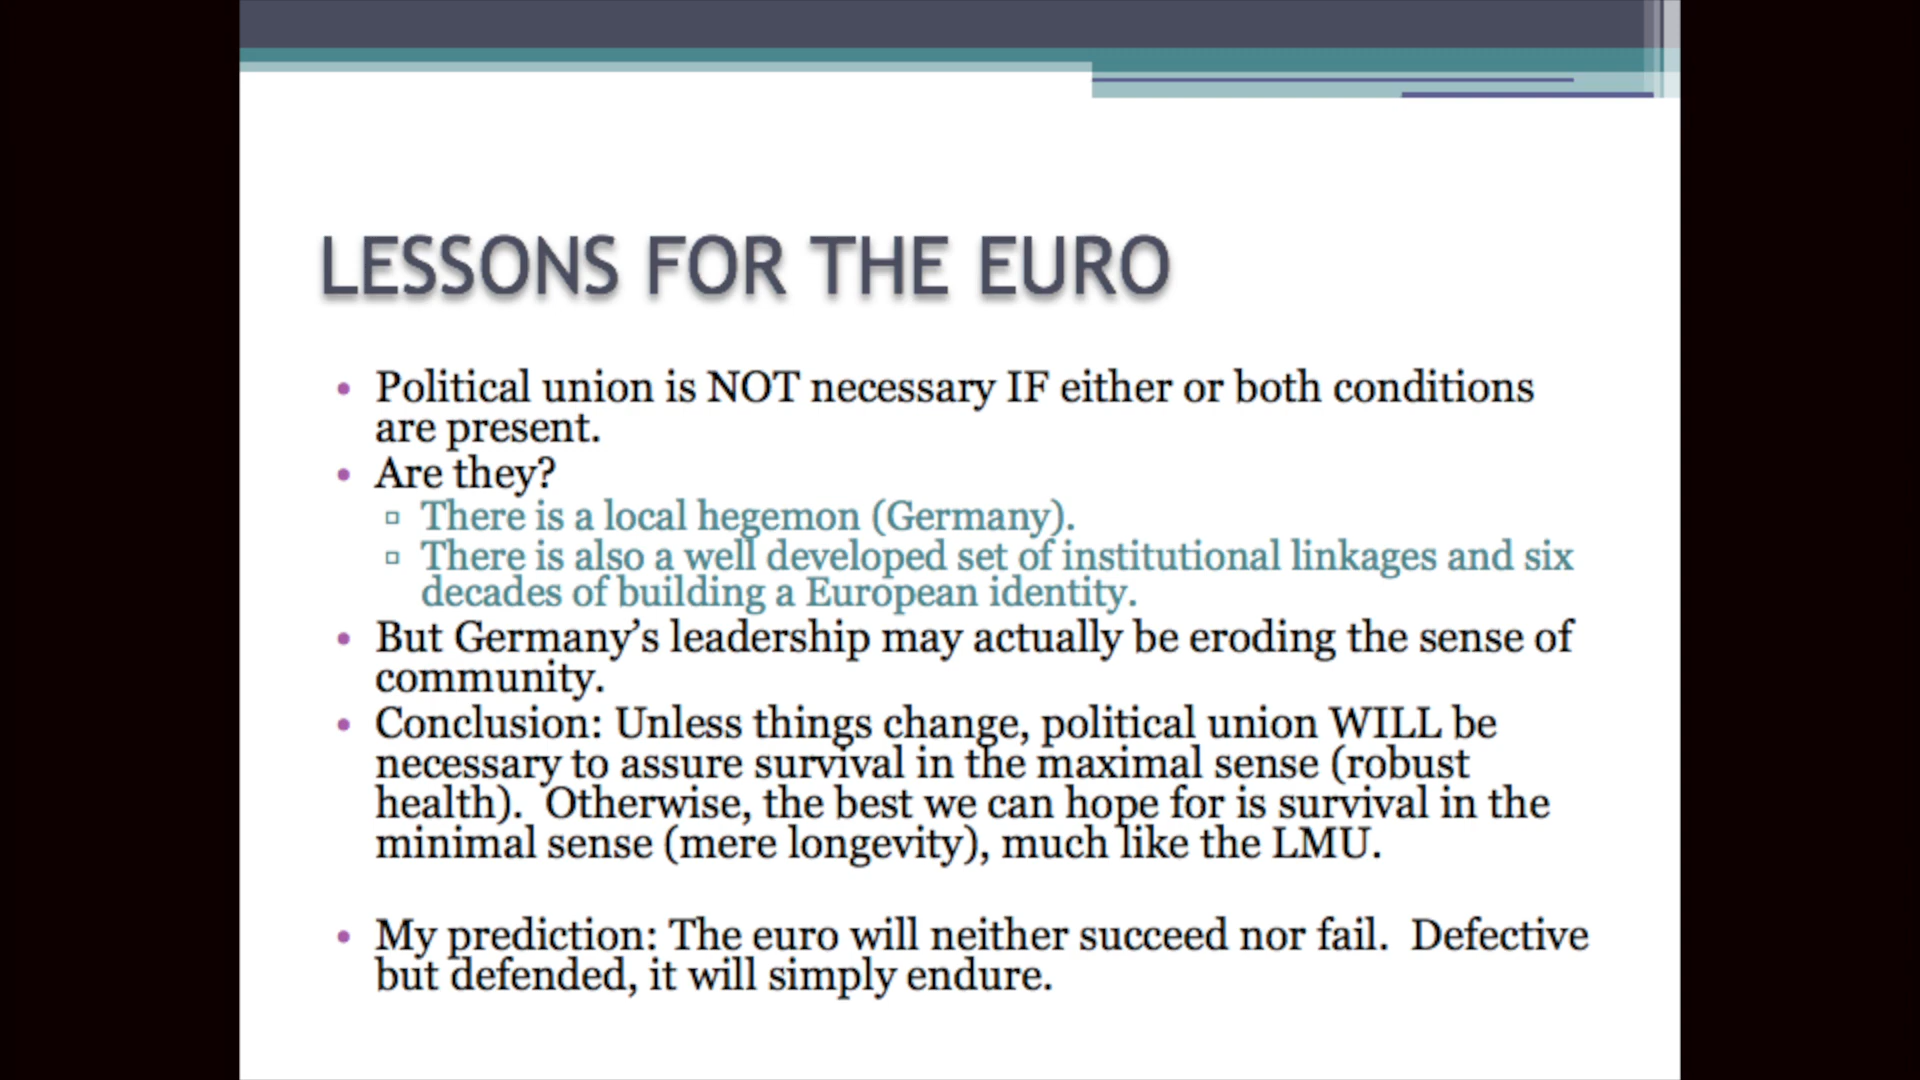 LESSONS FOR THE EURO
• Political union is NOT necessary IF either or both conditions
are present.
• Are they?
▫ There is a local hegemon (Germany).
▫ There is also a well developed set of institutional linkages and six
decades of building a European identity.
• But Germany’s leadership may actually be eroding the sense of
community.
• Conclusion: Unless things change, political union WILL be
necessary to assure survival in the maximal sense (robust
health).  Otherwise, the best we can hope for is survival in the
minimal sense (mere longevity), much like the LMU.
• My prediction: The euro will neither succeed nor fail.  Defective
but defended, it will simply endure.